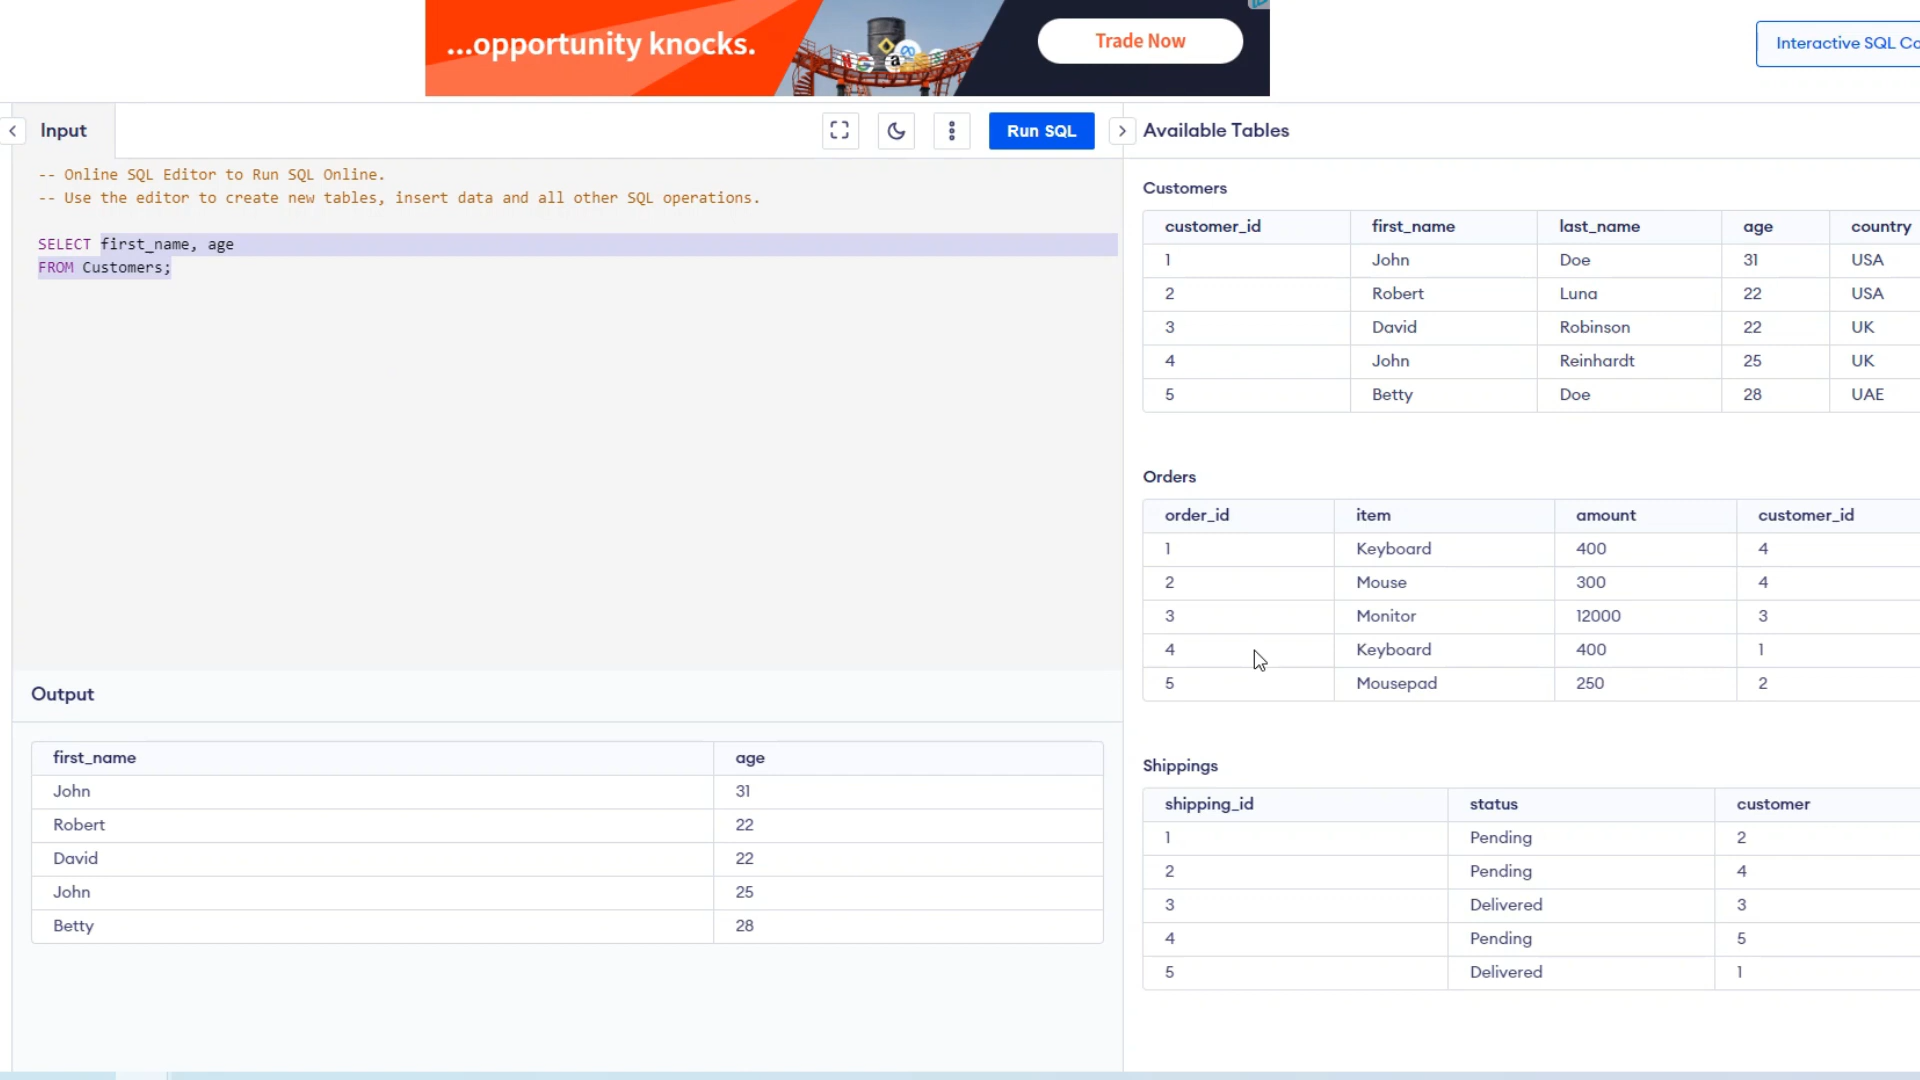 ...opportunity knocks.
Trade Now
Interactive SQL Co
Input
Run SQL
Available Tables
-- Online SQL Editor to Run SQL Online.
-- Use the editor to create new tables, insert data and all other SQL operations.
SELECT first_name, age
FROM Customers;
Customers
customer_id first_name last_name age country
1 John Doe 31 USA
2 Robert Luna 22 USA
3 David Robinson 22 UK
4 John Reinhardt 25 UK
5 Betty Doe 28 UAE
Orders
order_id item amount customer_id
1 Keyboard 400 4
2 Mouse 300 4
3 Monitor 12000 3
4 Keyboard 400 1
5 Mousepad 250 2
Output
first_name age
John 31
Robert 22
David 22
John 25
Betty 28
Shippings
shipping_id status customer
1 Pending 2
2 Pending 4
3 Delivered 3
4 Pending 5
5 Delivered 1